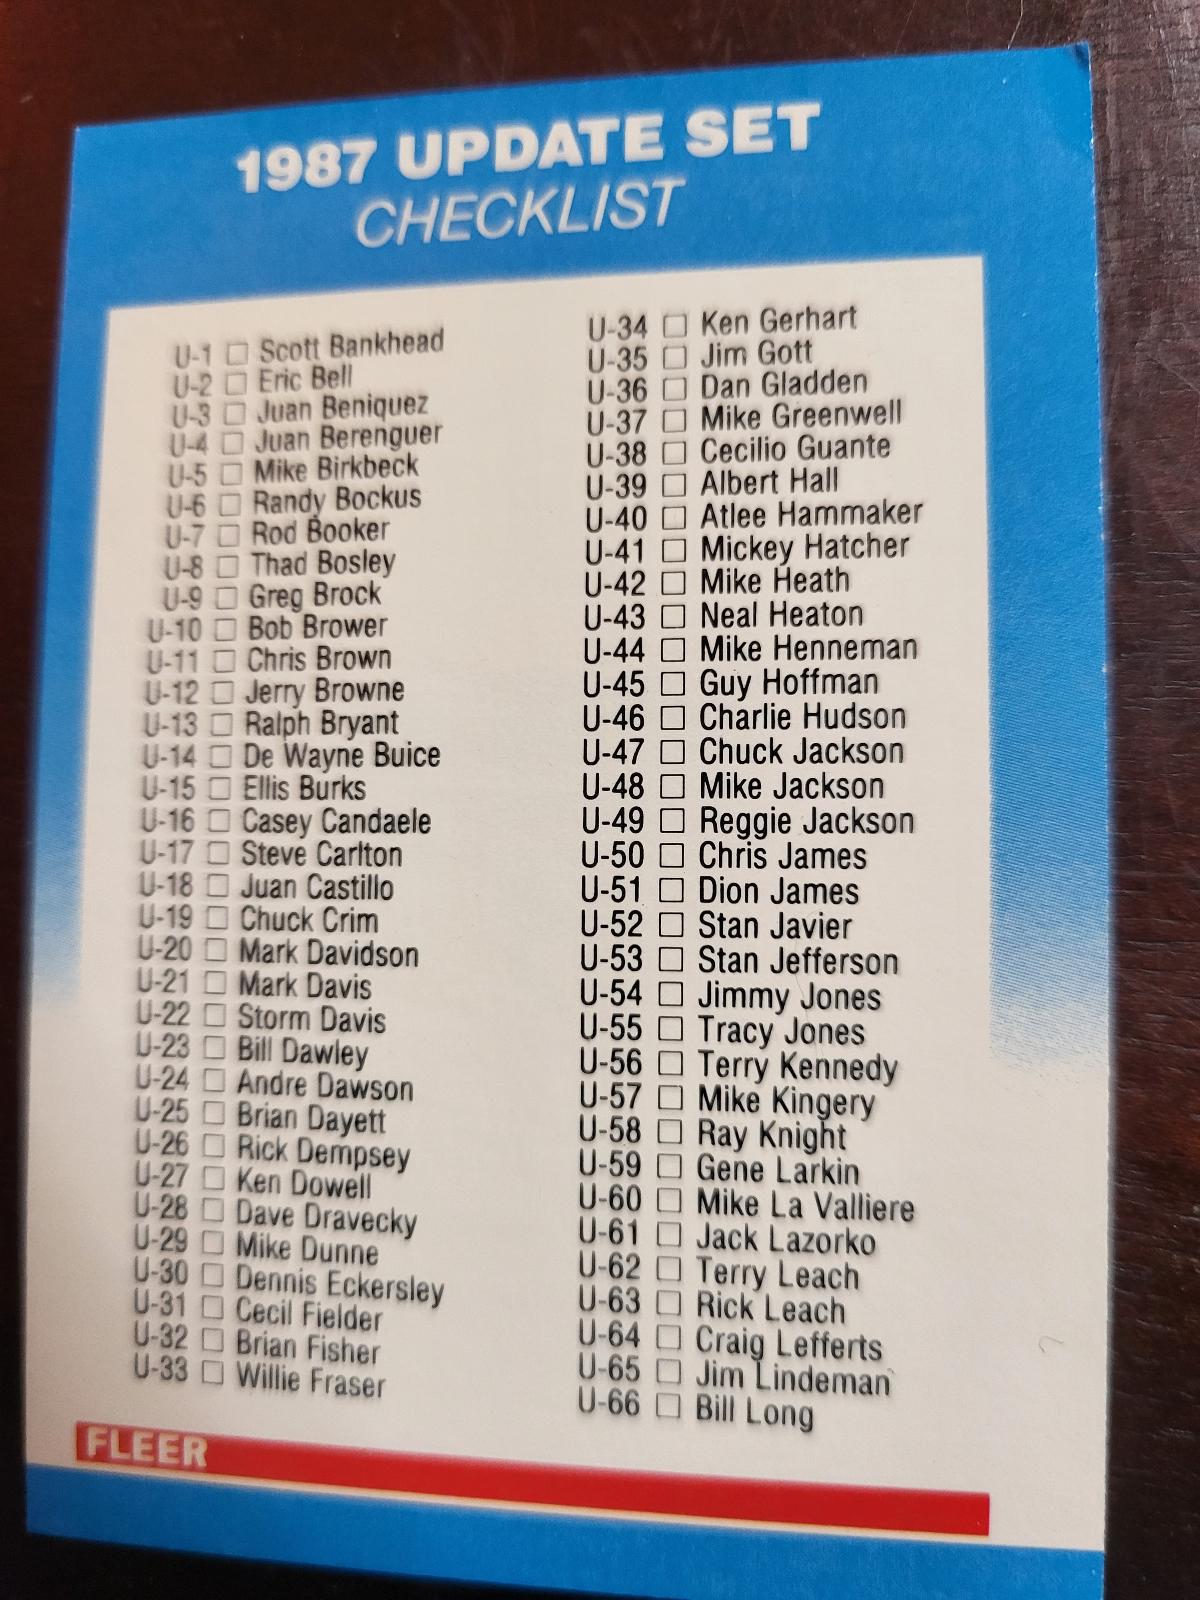 1987 UPDATE SET
CHECKLIST
U-1 Scott Bankhead
U-2 Eric Bell
U-3 Juan Beniquez
U-4 Juan Berenguer
U-5 Mike Birkbeck
U-6 Randy Bockus
U-7 Rod Booker
U-8 Thad Bosley
U-9 Greg Brock
U-10 Bob Brower
U-11 Chris Brown
U-12 Jerry Browne
U-13 Ralph Bryant
U-14 De Wayne Buice
U-15 Ellis Burks
U-16 Casey Candaele
U-17 Steve Carlton
U-18 Juan Castillo
U-19 Chuck Crim
U-20 Mark Davidson
U-21 Mark Davis
U-22 Storm Davis
U-23 Bill Dawley
U-24 Andre Dawson
U-25 Brian Dayett
U-26 Rick Dempsey
U-27 Ken Dowell
U-28 Dave Dravecky
U-29 Mike Dunne
U-30 Dennis Eckersley
U-31 Cecil Fielder
U-32 Brian Fisher
U-33 Willie Fraser
U-34 Ken Gerhart
U-35 Jim Gott
U-36 Dan Gladden
U-37 Mike Greenwell
U-38 Cecilio Guante
U-39 Albert Hall
U-40 Atlee Hammaker
U-41 Mickey Hatcher
U-42 Mike Heath
U-43 Neal Heaton
U-44 Mike Henneman
U-45 Guy Hoffman
U-46 Charlie Hudson
U-47 Chuck Jackson
U-48 Mike Jackson
U-49 Reggie Jackson
U-50 Chris James
U-51 Dion James
U-52 Stan Javier
U-53 Stan Jefferson
U-54 Jimmy Jones
U-55 Tracy Jones
U-56 Terry Kennedy
U-57 Mike Kingery
U-58 Ray Knight
U-59 Gene Larkin
U-60 Mike La Valliere
U-61 Jack Lazorko
U-62 Terry Leach
U-63 Rick Leach
U-64 Craig Lefferts
U-65 Jim Lindeman
U-66 Bill Long
FLEER